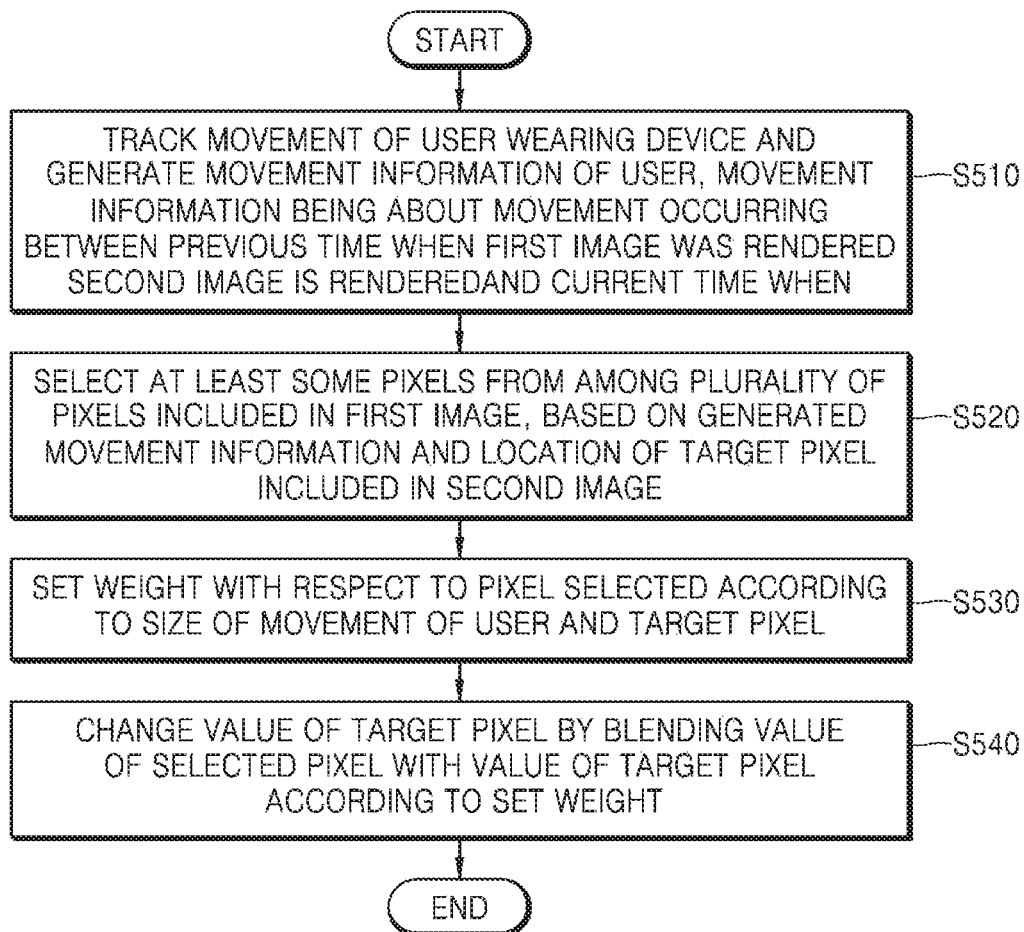 START
TRACK MOVEMENT OF USER WEARING DEVICE AND
GENERATE MOVEMENT INFORMATION OF USER, MOVEMENT
INFORMATION BEING ABOUT MOVEMENT OCCURRING
BETWEEN PREVIOUS TIME WHEN FIRST IMAGE WAS RENDERED
SECOND IMAGE IS RENDEREDAND CURRENT TIME WHEN
S510
SELECT AT LEAST SOME PIXELS FROM AMONG PLURALITY OF
PIXELS INCLUDED IN FIRST IMAGE, BASED ON GENERATED
MOVEMENT INFORMATION AND LOCATION OF TARGET PIXEL
INCLUDED IN SECOND IMAGE
S520
SET WEIGHT WITH RESPECT TO PIXEL SELECTED ACCORDING
TO SIZE OF MOVEMENT OF USER AND TARGET PIXEL
S530
CHANGE VALUE OF TARGET PIXEL BY BLENDING VALUE
OF SELECTED PIXEL WITH VALUE OF TARGET PIXEL
ACCORDING TO SET WEIGHT
S540
END